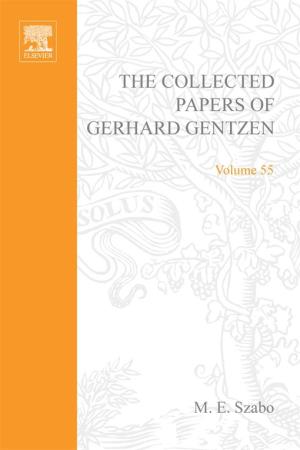 ELSEVIER
THE COLLECTED
PAPERS OF
GERHARD GENTZEN
Volume 55
SOLUS
M. E. Szabo